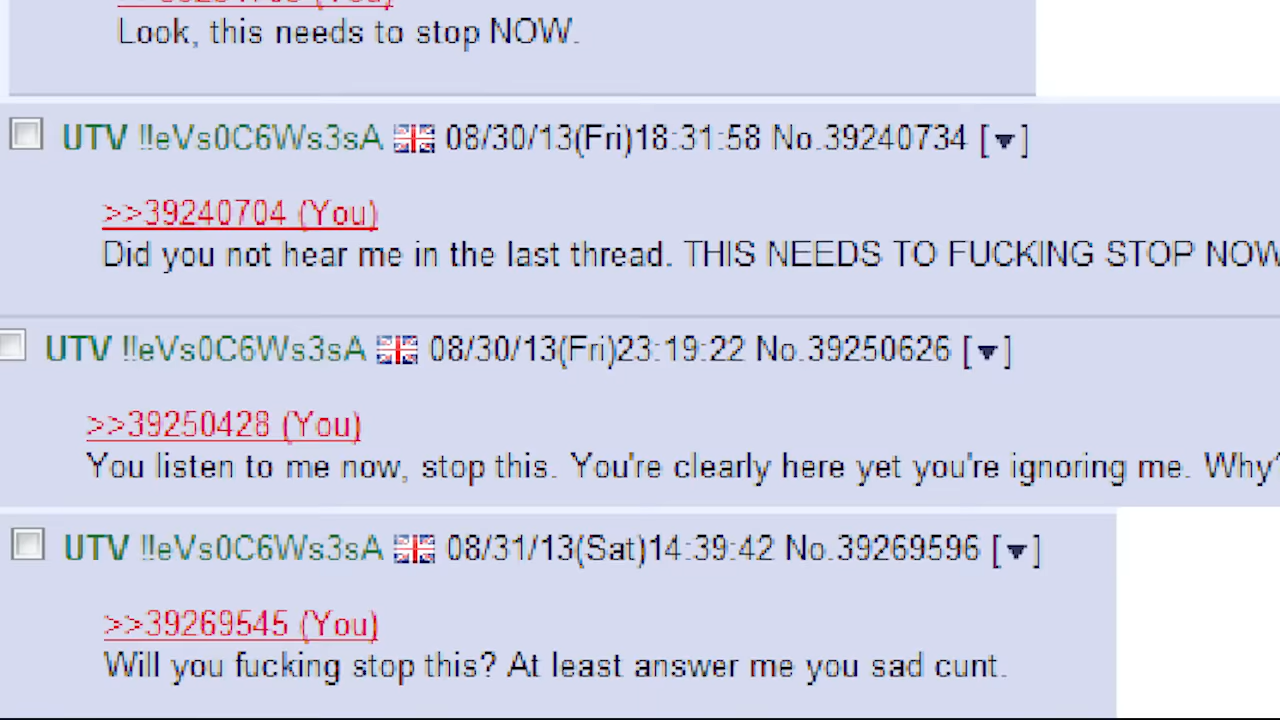 (You)
Look, this needs to stop NOW.
UTV !!eVs0C6Ws3sA 08/30/13(Fri)18:31:58 No.39240734 [▼]
>>39240704 (You)
Did you not hear me in the last thread. THIS NEEDS TO FUCKING STOP NOW
UTV !!eVs0C6Ws3sA 08/30/13(Fri)23:19:22 No.39250626 [▼]
>>39250428 (You)
You listen to me now, stop this. You're clearly here yet you're ignoring me. Why?
UTV !!eVs0C6Ws3sA 08/31/13(Sat)14:39:42 No.39269596 [▼]
>>39269545 (You)
Will you fucking stop this? At least answer me you sad cunt.